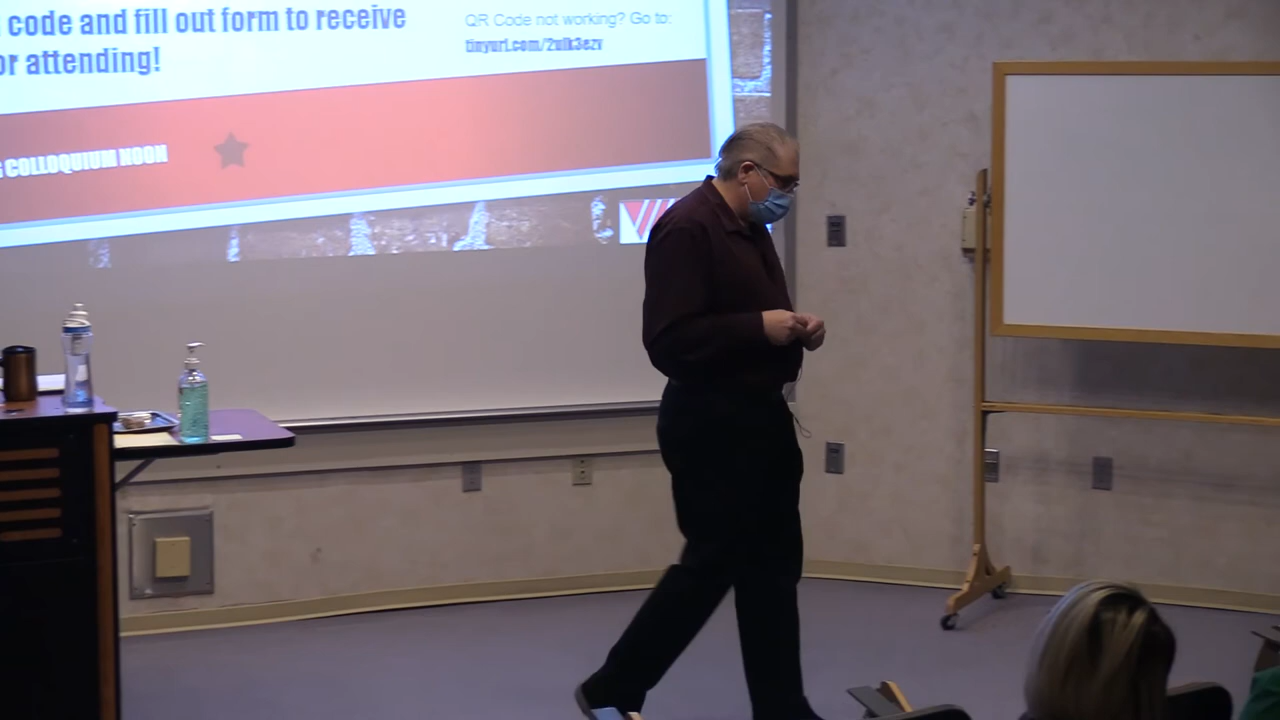 code and fill out form to receive
or attending!
QR Code not working? Go to:
tinyurl.com/2ulk3ezv
COLLOQUIUM NOON